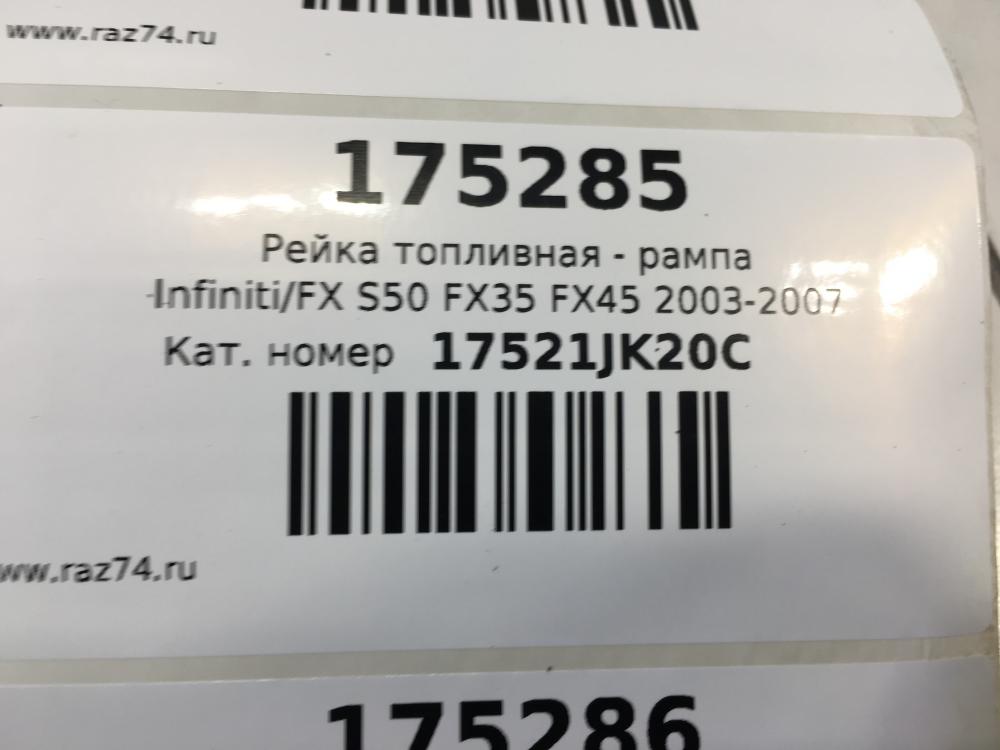 www.raz74.ru
175285
Рейка топливная - рампа
Infiniti/FX S50 FX35 FX45 2003-2007
Кат. номер 17521JK20C
www.raz74.ru
175286